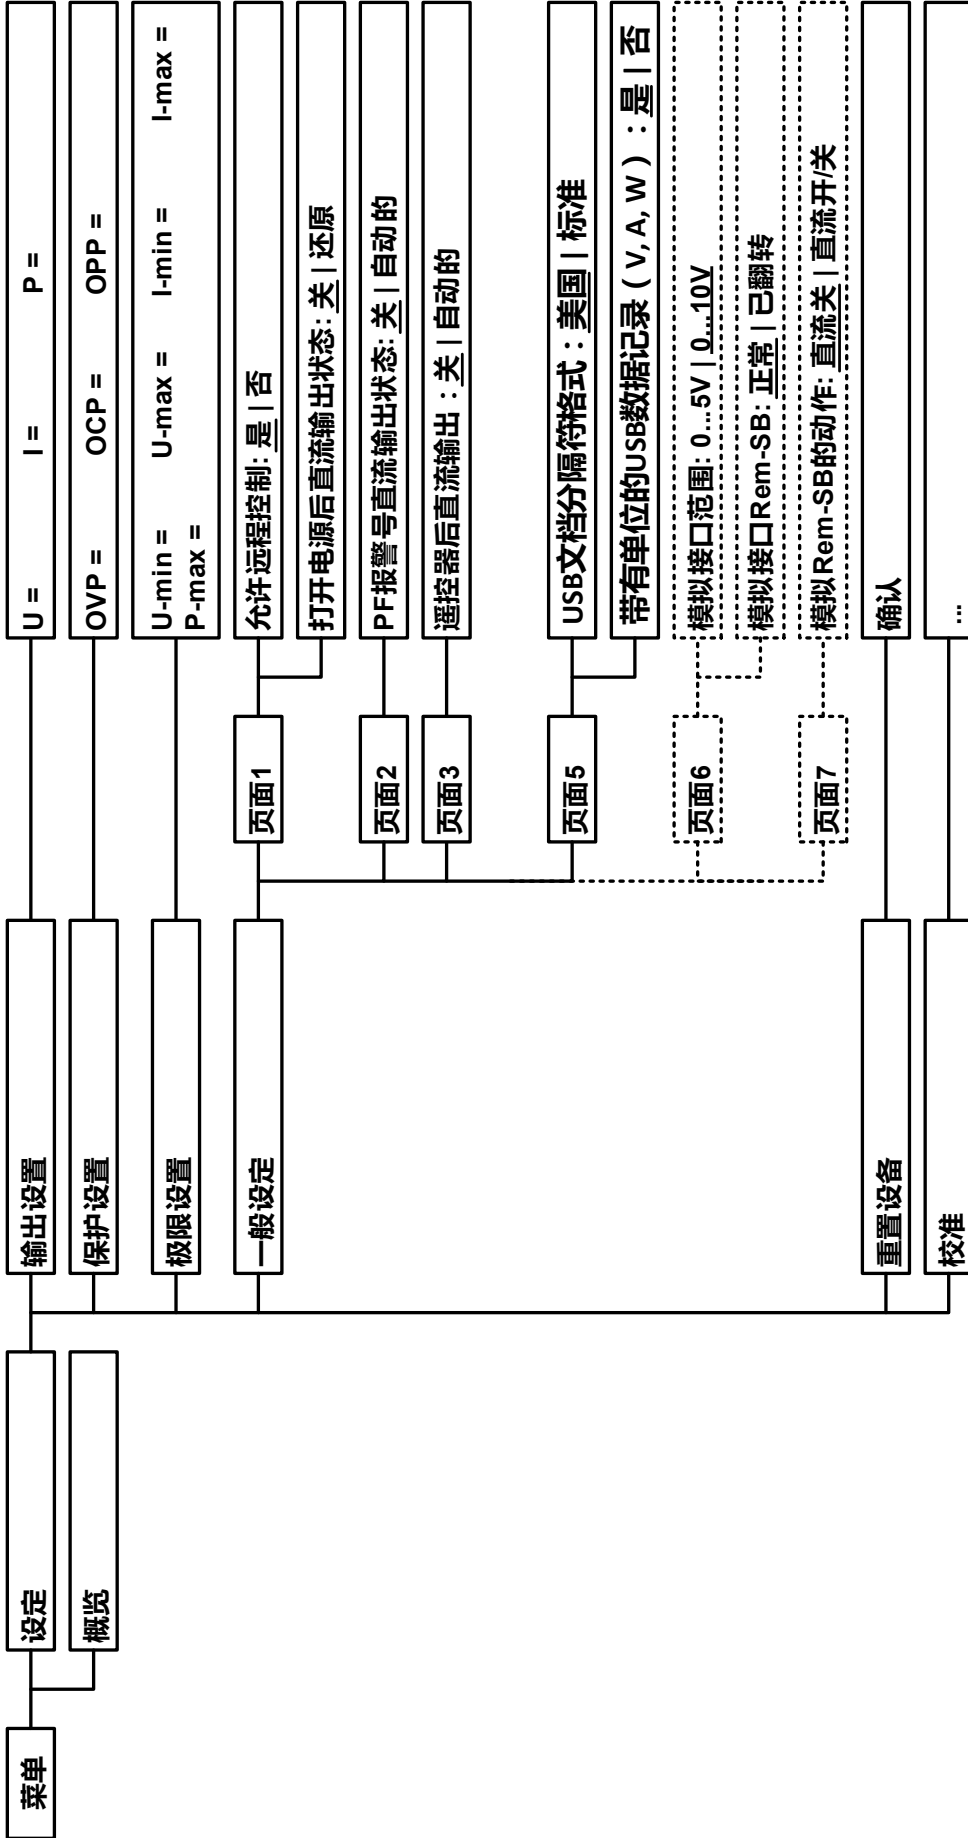 菜单
设定
概览
输出设置
U = I = P =
保护设置
OVP = OCP = OPP =
极限设置
U-min = U-max = I-min = I-max =
P-max =
一般设定
页面1
允许远程控制: 是 | 否
打开电源后直流输出状态: 关 | 还原
页面2
PF报警号直流输出状态: 关 | 自动的
页面3
遥控器后直流输出：关 | 自动的
页面5
USB文档分隔符格式：美国 | 标准
带有单位的USB数据记录（V, A, W）：是 | 否
页面6
模拟接口范围: 0...5V | 0...10V
模拟接口Rem-SB: 正常 | 已翻转
页面7
模拟Rem-SB的动作: 直流关 | 直流开/关
重置设备
确认
校准
...